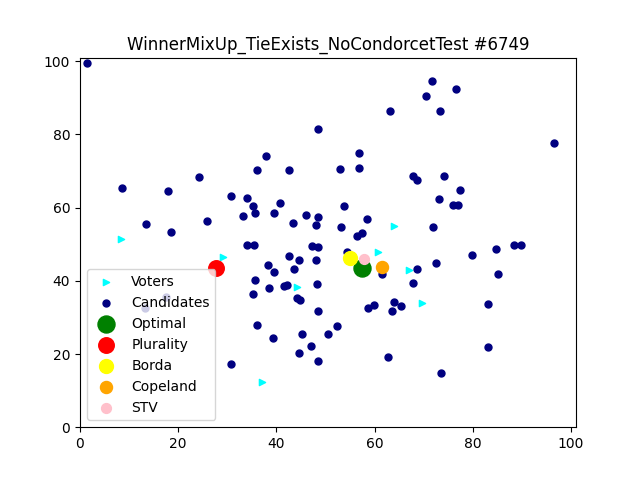 WinnerMixUp_TieExists_NoCondorcetTest #6749
100
80
60
40
20
0
0 20 40 60 80 100
Voters
Candidates
Optimal
Plurality
Borda
Copeland
STV